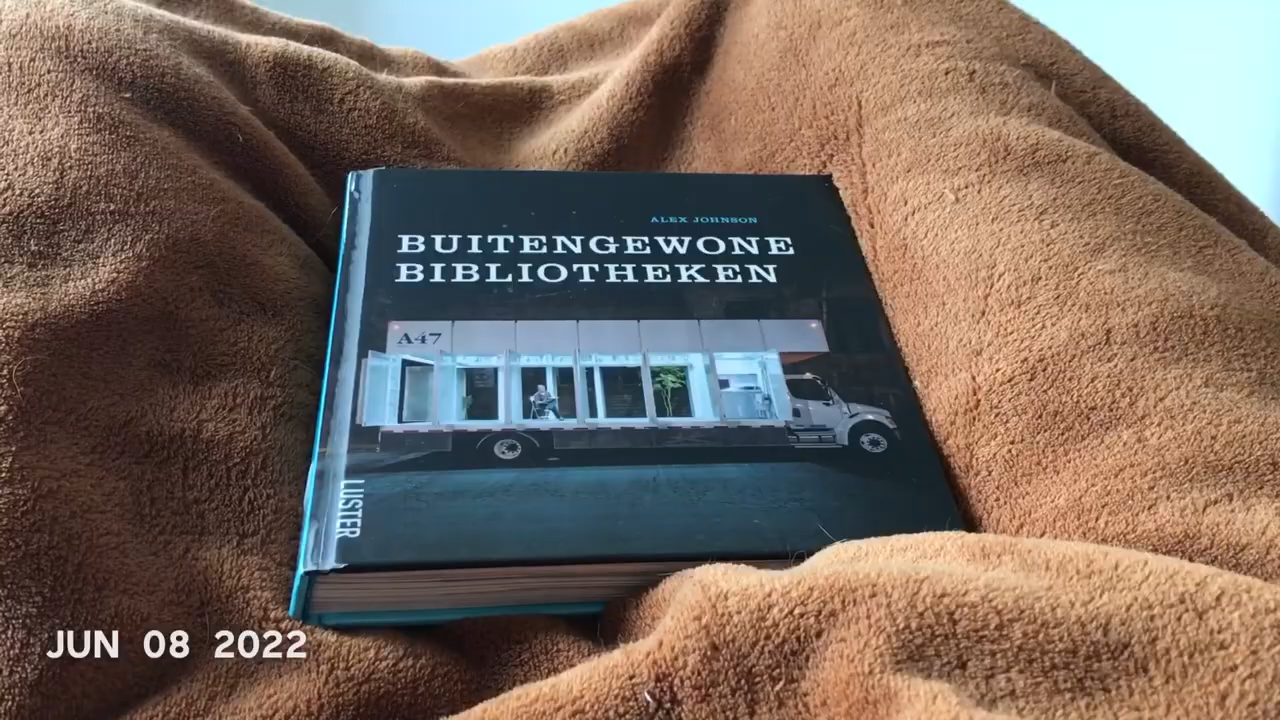 ALEX JOHNSON
BUITENGEWONE
BIBLIOTHEKEN
A47
LUSTER
JUN 08 2022